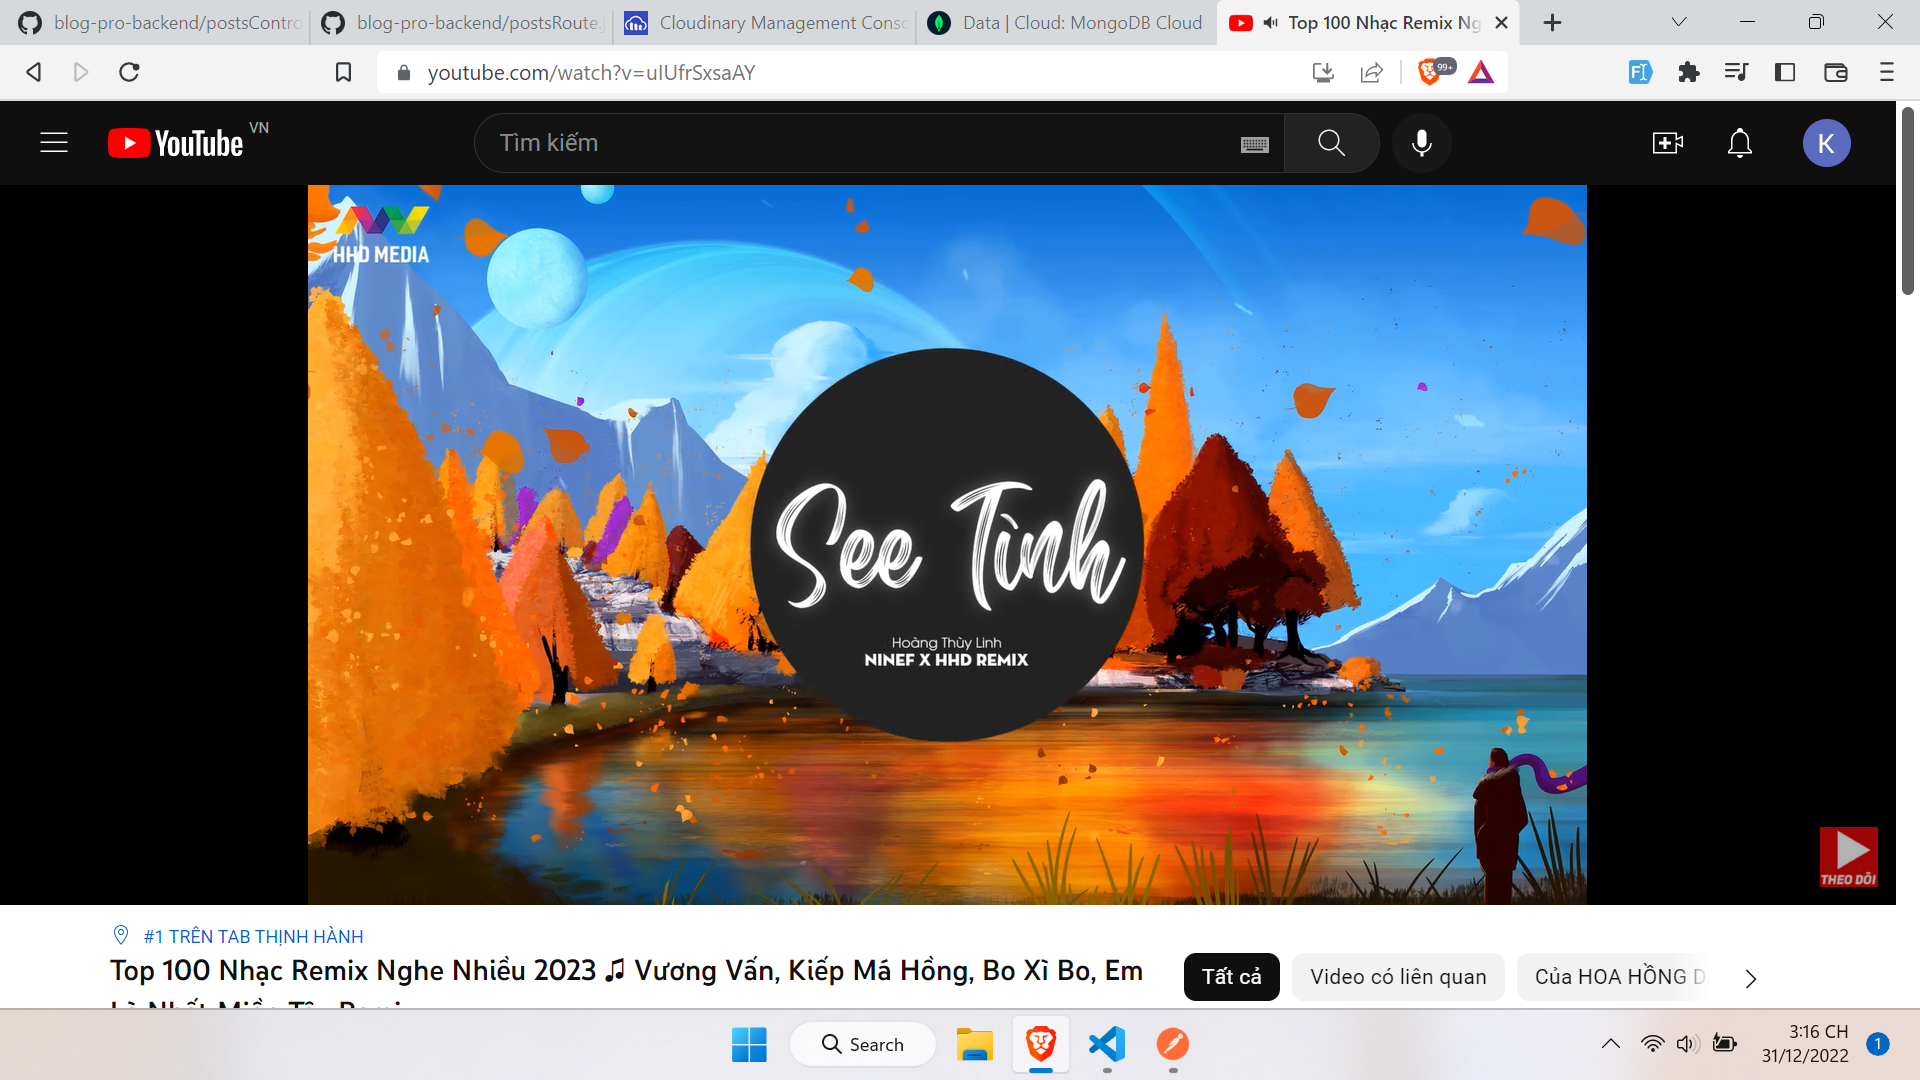 blog-pro-backend/postsContro
blog-pro-backend/postsRoute.j
Cloudinary Management Conso
Data | Cloud: MongoDB Cloud
Top 100 Nhạc Remix Ng
youtube.com/watch?v=uIUfrSxsaAY
99+
YouTube VN
Tìm kiếm
K
HHD MEDIA
See Tình
Hoàng Thùy Linh
NINEF X HHD REMIX
THEO DÕI
#1 TRÊN TAB THỊNH HÀNH
Top 100 Nhạc Remix Nghe Nhiều 2023 ♫ Vương Vấn, Kiếp Má Hồng, Bo Xì Bo, Em
Tất cả
Video có liên quan
Của HOA HỒNG D
Search
3:16 CH
31/12/2022
1